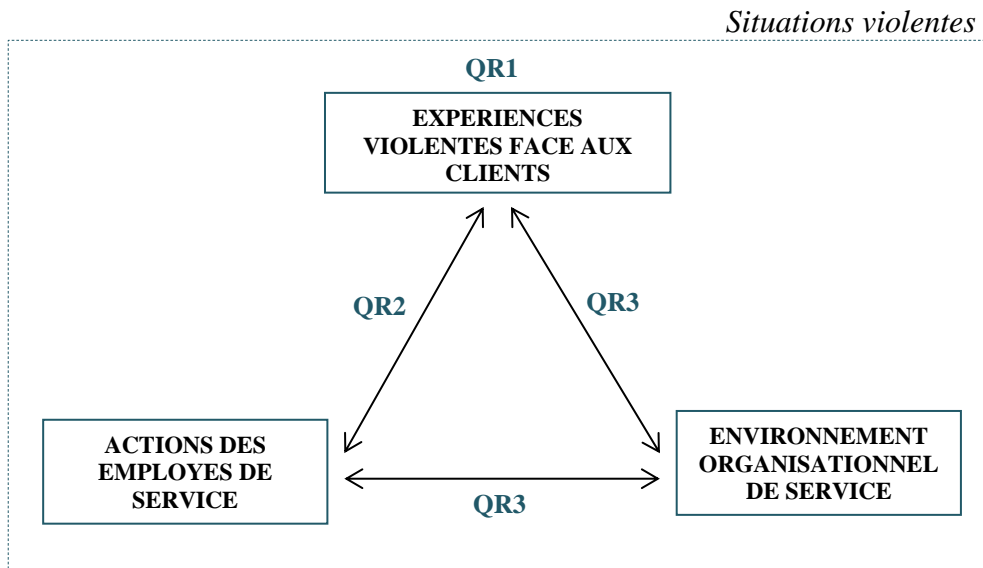 Situations violentes
QR1
EXPERIENCES
VIOLENTES FACE AUX
CLIENTS
QR2
QR3
ACTIONS DES
EMPLOYES DE
SERVICE
ENVIRONNEMENT
ORGANISATIONNEL
DE SERVICE
QR3